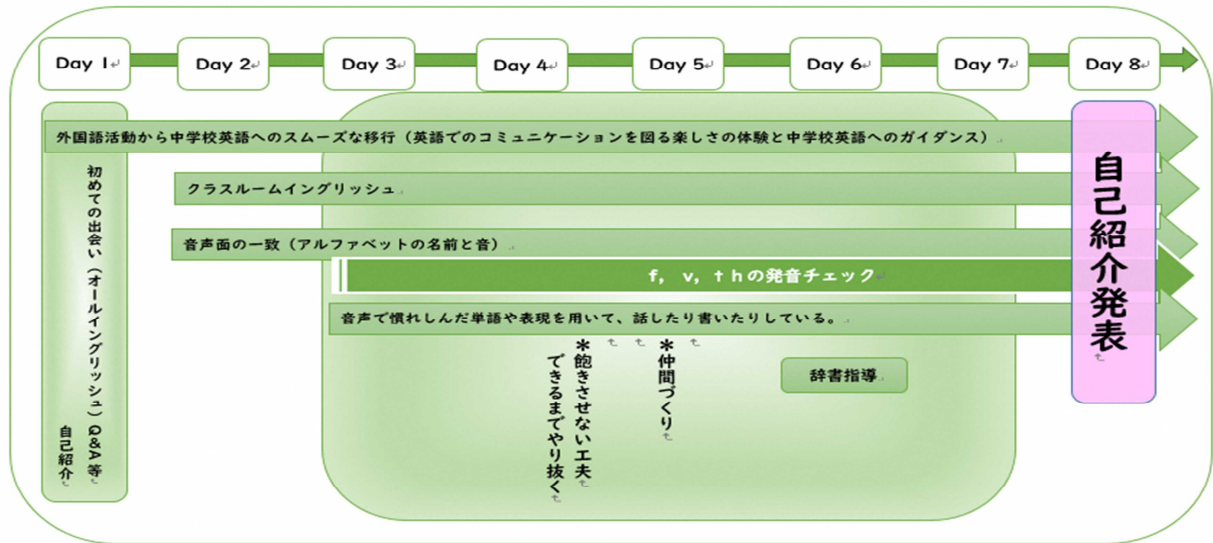 Day 1
Day 2
Day 3
Day 4
Day 5
Day 6
Day 7
Day 8
外国語活動から中学校英語へのスムーズな移行（英語でのコミュニケーションを図る楽しさの体験と中学校英語へのガイダンス）
初めての出会い（オールイングリッシュ）Q&A等
自己紹介
クラスルームイングリッシュ
音声面の一致（アルファベットの名前と音）
f, v, thの発音チェック
音声で慣れしんだ単語や表現を用いて、話したり書いたりしている。
＊仲間づくり
＊飽きさせない工夫
できるまでやり抜く
辞書指導
自己紹介発表